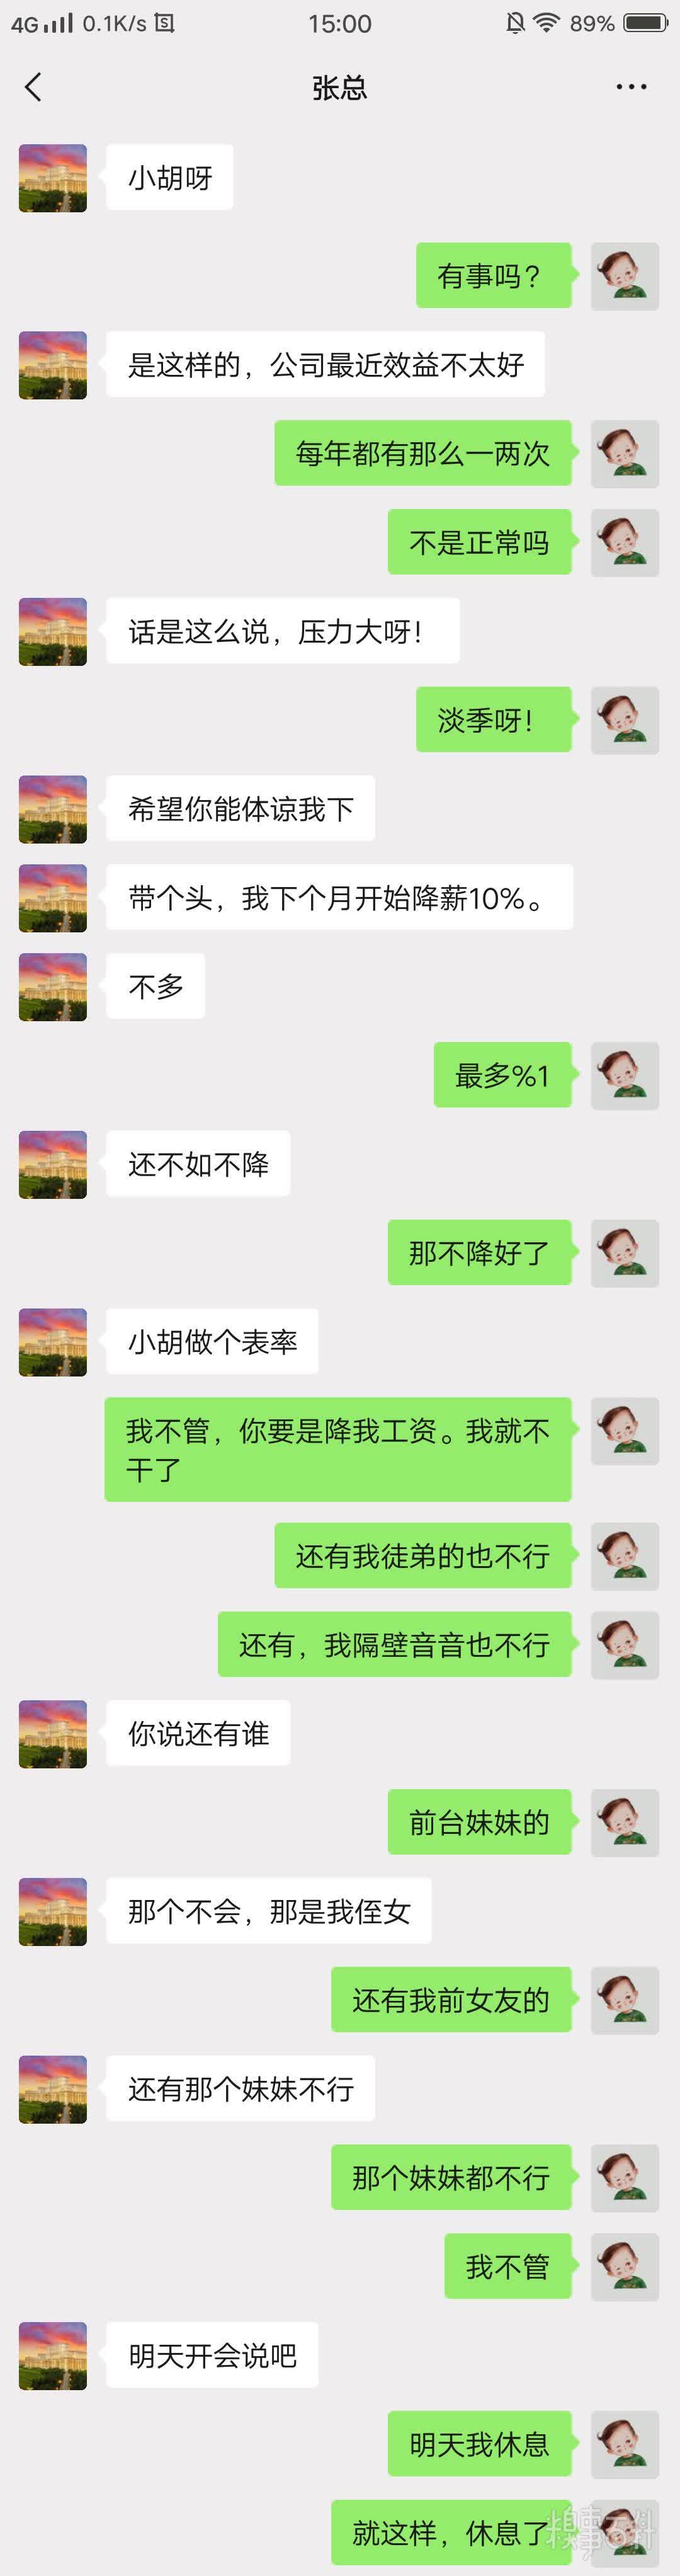 4G 0.1K/s 15:00 89%
张总
小胡呀
有事吗?
是这样的，公司最近效益不太好
每年都有那么一两次
不是正常吗
话是这么说，压力大呀!
淡季呀!
希望你能体谅我下
带个头，我下个月开始降薪10%。
不多
最多%1
还不如不降
那不降好了
小胡做个表率
我不管，你要是降我工资。我就不
干了
还有我徒弟的也不行
还有，我隔壁音音也不行
你说还有谁
前台妹妹的
那个不会，那是我侄女
还有我前女友的
还有那个妹妹不行
那个妹妹都不行
我不管
明天开会说吧
明天我休息
就这样，休息了
糗事百科